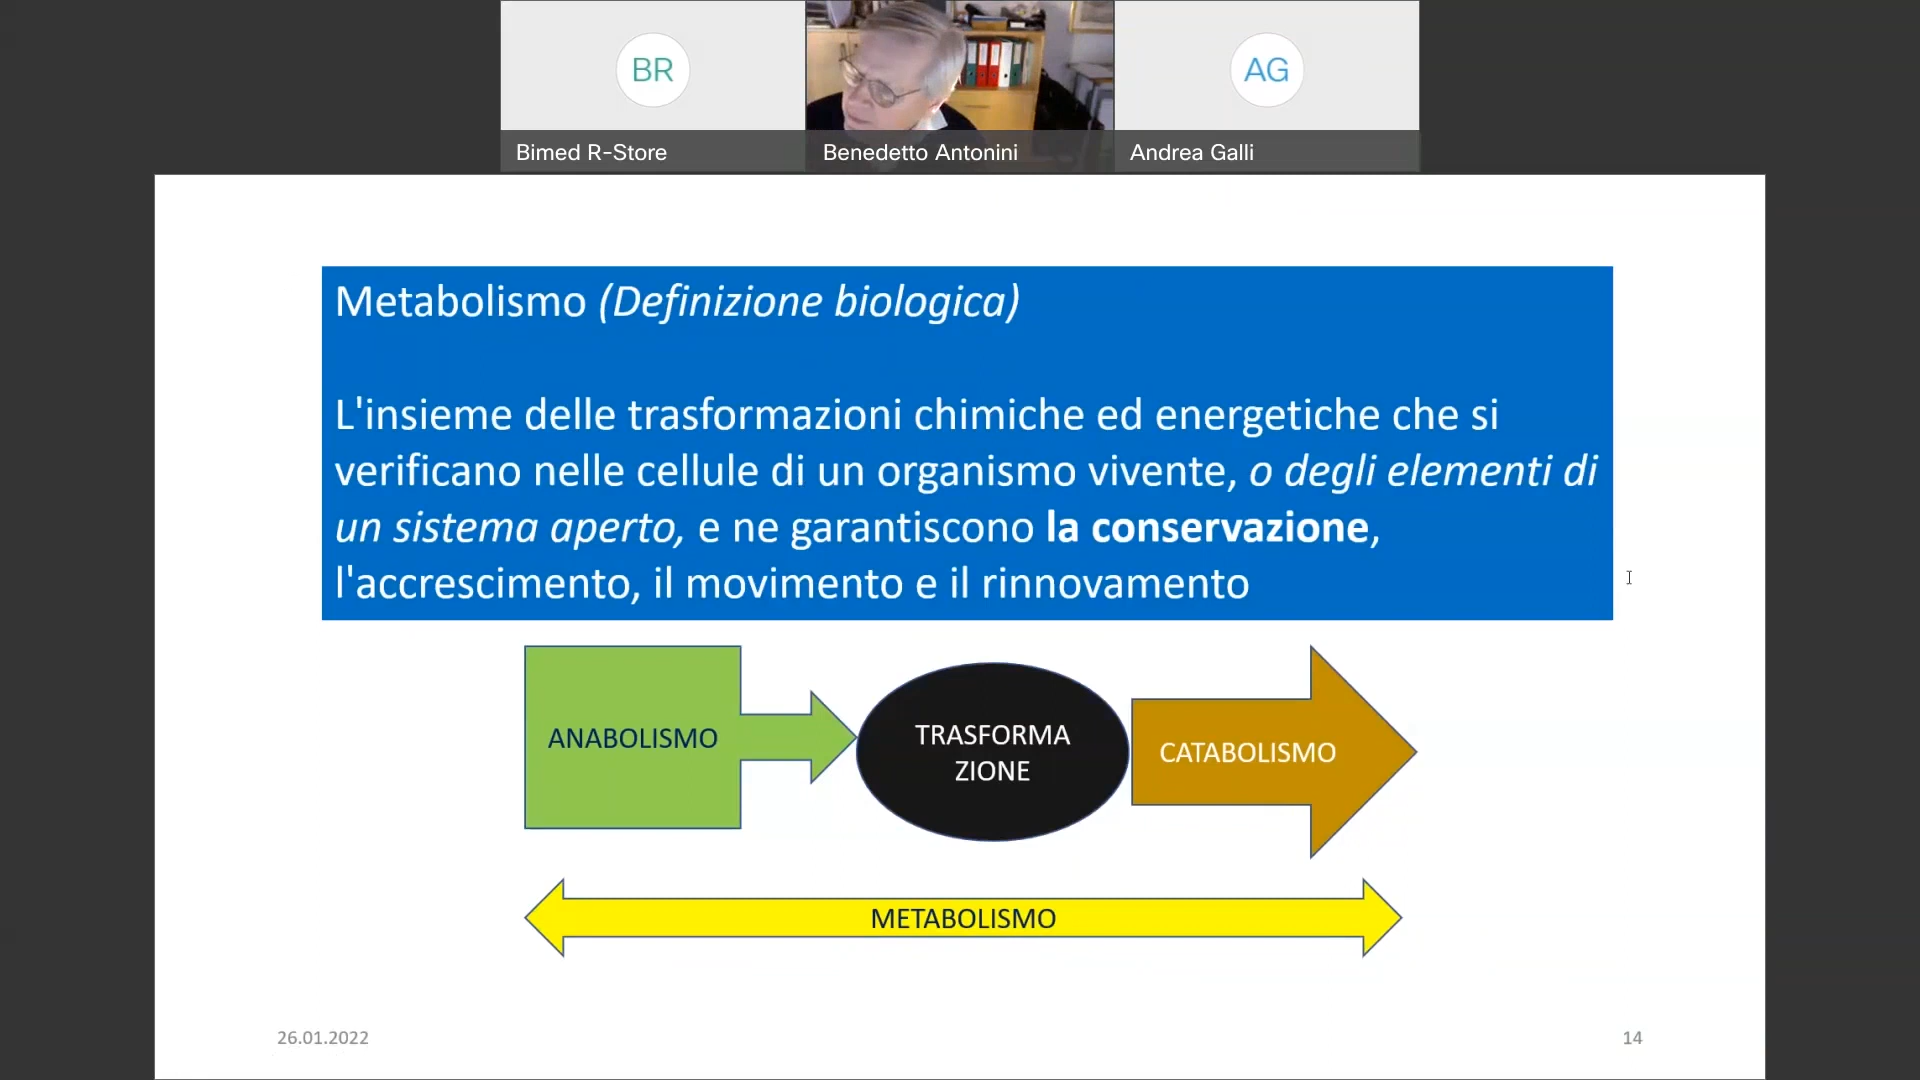 BR
AG
Bimed R-Store
Benedetto Antonini
Andrea Galli
Metabolismo (Definizione biologica)
L'insieme delle trasformazioni chimiche ed energetiche che si
verificano nelle cellule di un organismo vivente, o degli elementi di
un sistema aperto, e ne garantiscono la conservazione,
l'accrescimento, il movimento e il rinnovamento
ANABOLISMO
TRASFORMA
ZIONE
CATABOLISMO
METABOLISMO
26.01.2022
14